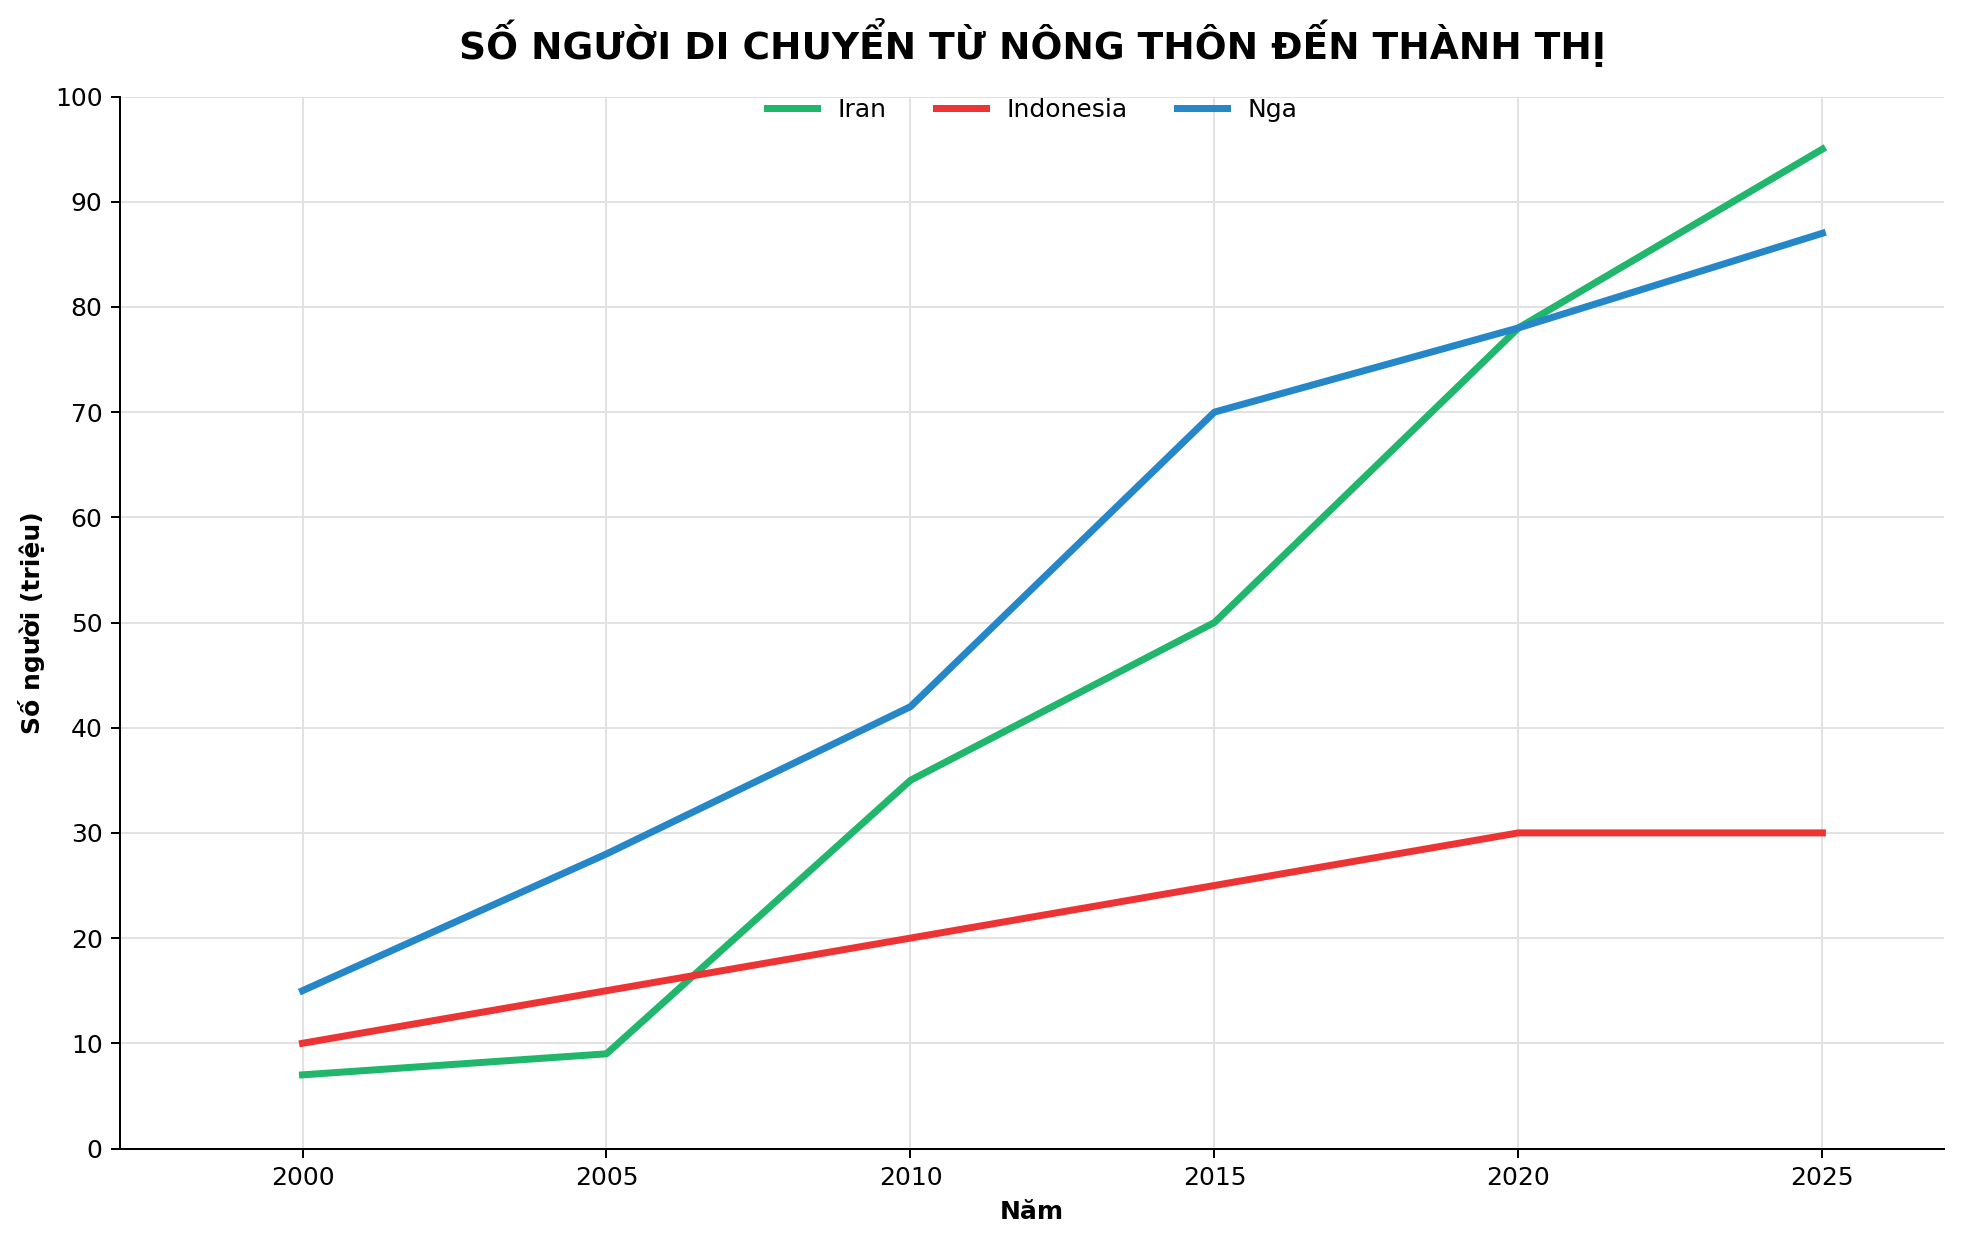 SỐ NGƯỜI DI CHUYỂN TỪ NÔNG THÔN ĐẾN THÀNH THỊ
Iran Indonesia Nga
100
90
80
70
60
50
40
30
20
10
0
Số người (triệu)
2000 2005 2010 2015 2020 2025
Năm